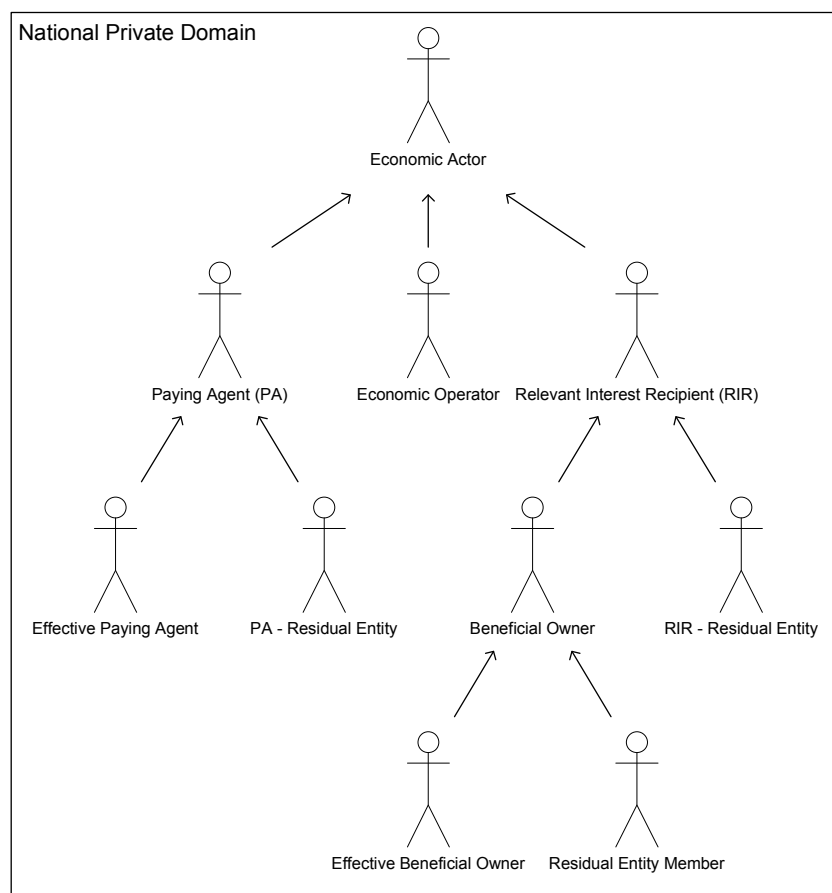 National Private Domain
Economic Actor
Paying Agent (PA)
Economic Operator
Relevant Interest Recipient (RIR)
Effective Paying Agent
PA - Residual Entity
Beneficial Owner
RIR - Residual Entity
Effective Beneficial Owner
Residual Entity Member